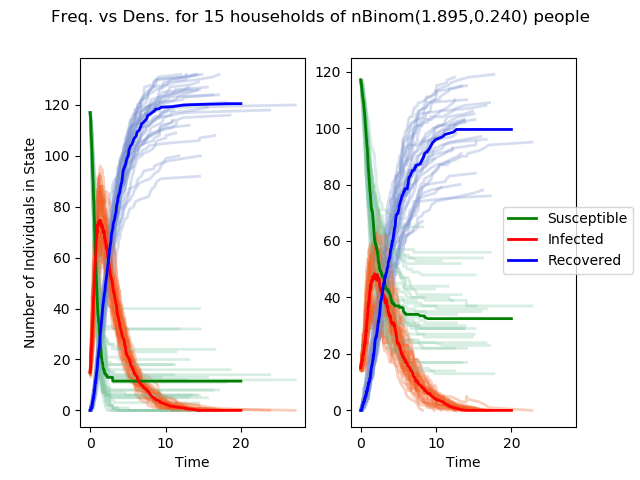 Freq. vs Dens. for 15 households of nBinom(1.895,0.240) people
Number of Individuals in State
120
100
80
60
40
20
0
0
10
20
Time
120
100
80
60
40
20
0
0
10
20
Time
Susceptible
Infected
Recovered